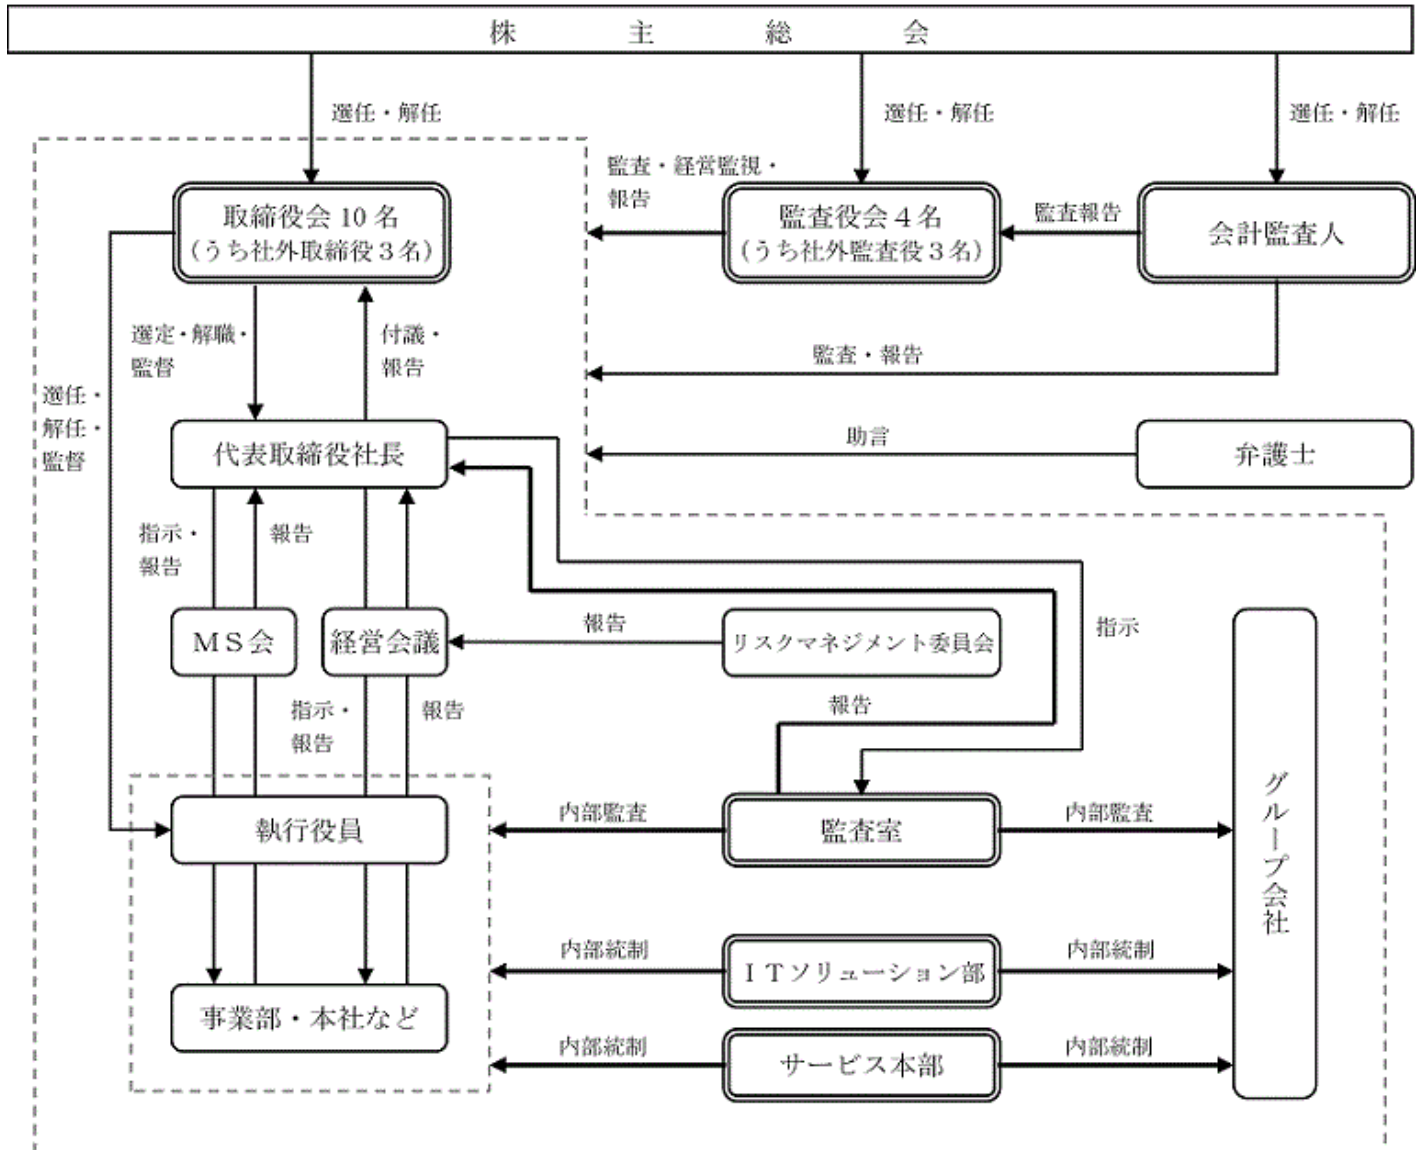 株主総会
選任・解任
選任・解任
選任・解任
監査・経営監視・
報告
取締役会 10 名
(うち社外取締役３名)
監査役会４名
(うち社外監査役３名)
監査報告
会計監査人
選定・解職・
監督
付議・
報告
監査・報告
選任・
解任・
監督
代表取締役社長
助言
弁護士
指示・
報告
報告
ＭＳ会
経営会議
報告
リスクマネジメント委員会
指示
指示・
報告
報告
報告
グループ会社
執行役員
内部監査
監査室
内部監査
内部統制
ＩＴソリューション部
内部統制
事業部・本社など
内部統制
サービス本部
内部統制